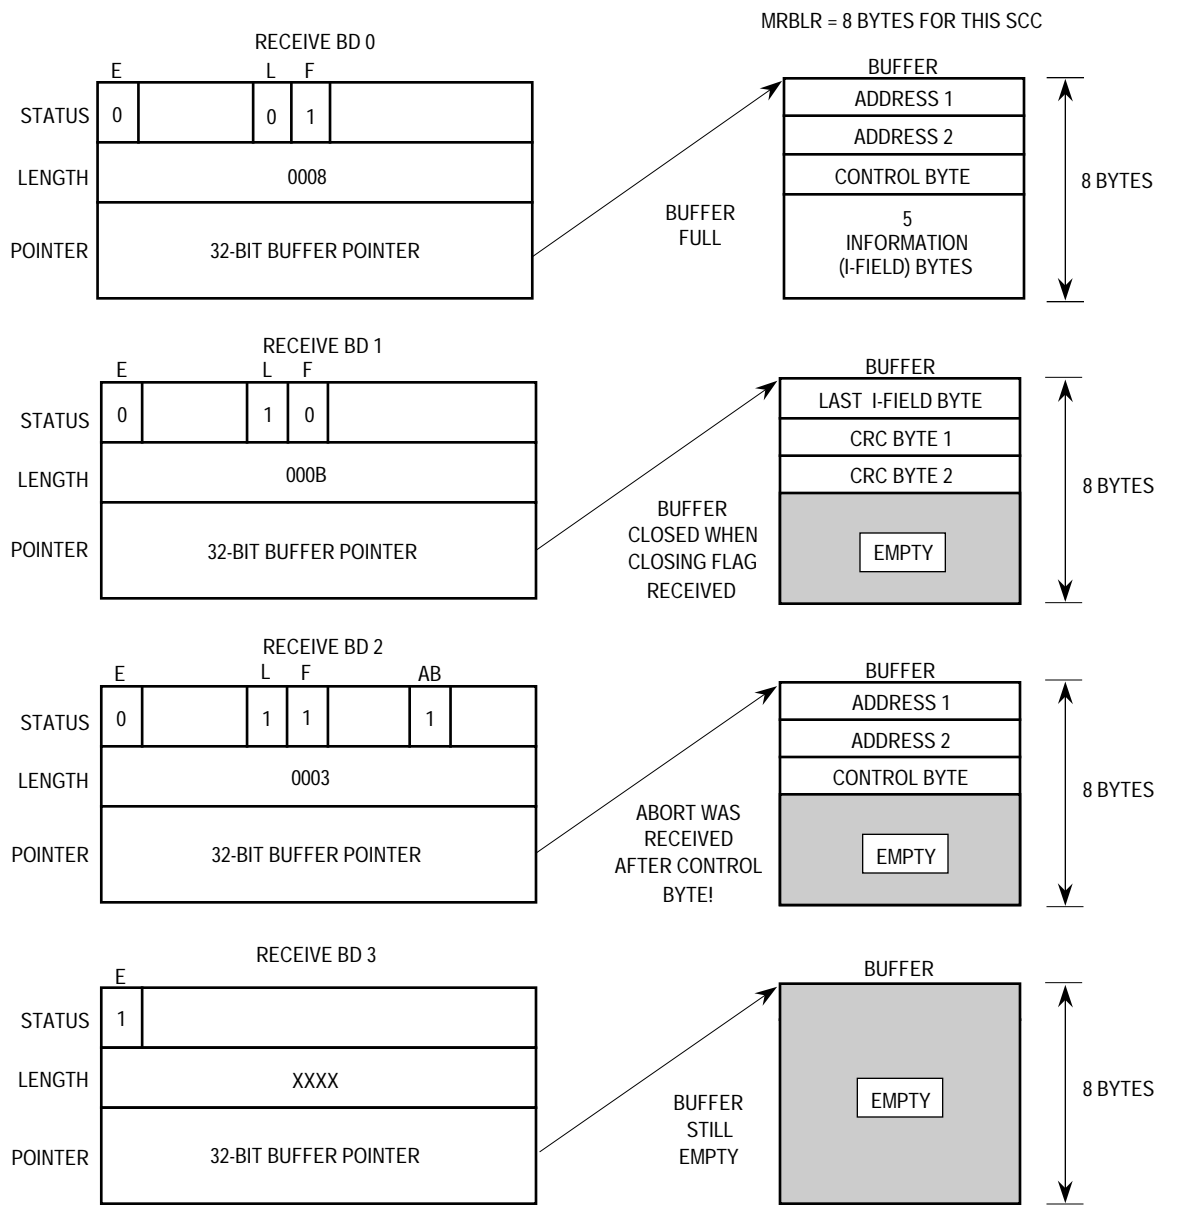 MRBLR = 8 BYTES FOR THIS SCC
RECEIVE BD 0
E L F
STATUS 0 0 1
LENGTH 0008
POINTER 32-BIT BUFFER POINTER
BUFFER
FULL
BUFFER
ADDRESS 1
ADDRESS 2
CONTROL BYTE
5
INFORMATION
(I-FIELD) BYTES
8 BYTES
RECEIVE BD 1
E L F
STATUS 0 1 0
LENGTH 000B
POINTER 32-BIT BUFFER POINTER
BUFFER
CLOSED WHEN
CLOSING FLAG
RECEIVED
BUFFER
LAST I-FIELD BYTE
CRC BYTE 1
CRC BYTE 2
EMPTY
8 BYTES
RECEIVE BD 2
E L F AB
STATUS 0 1 1 1
LENGTH 0003
POINTER 32-BIT BUFFER POINTER
ABORT WAS
RECEIVED
AFTER CONTROL
BYTE!
BUFFER
ADDRESS 1
ADDRESS 2
CONTROL BYTE
EMPTY
8 BYTES
RECEIVE BD 3
E
STATUS 1
LENGTH XXXX
POINTER 32-BIT BUFFER POINTER
BUFFER
STILL
EMPTY
BUFFER
EMPTY
8 BYTES